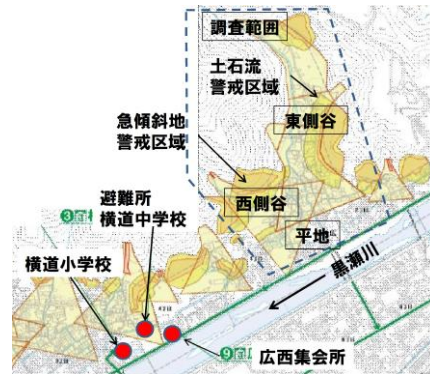 調査範囲
土石流
警戒区域
急傾斜地
警戒区域
東側谷
西側谷
避難所
横道中学校
平地
横道小学校
黒瀬川
広西集会所